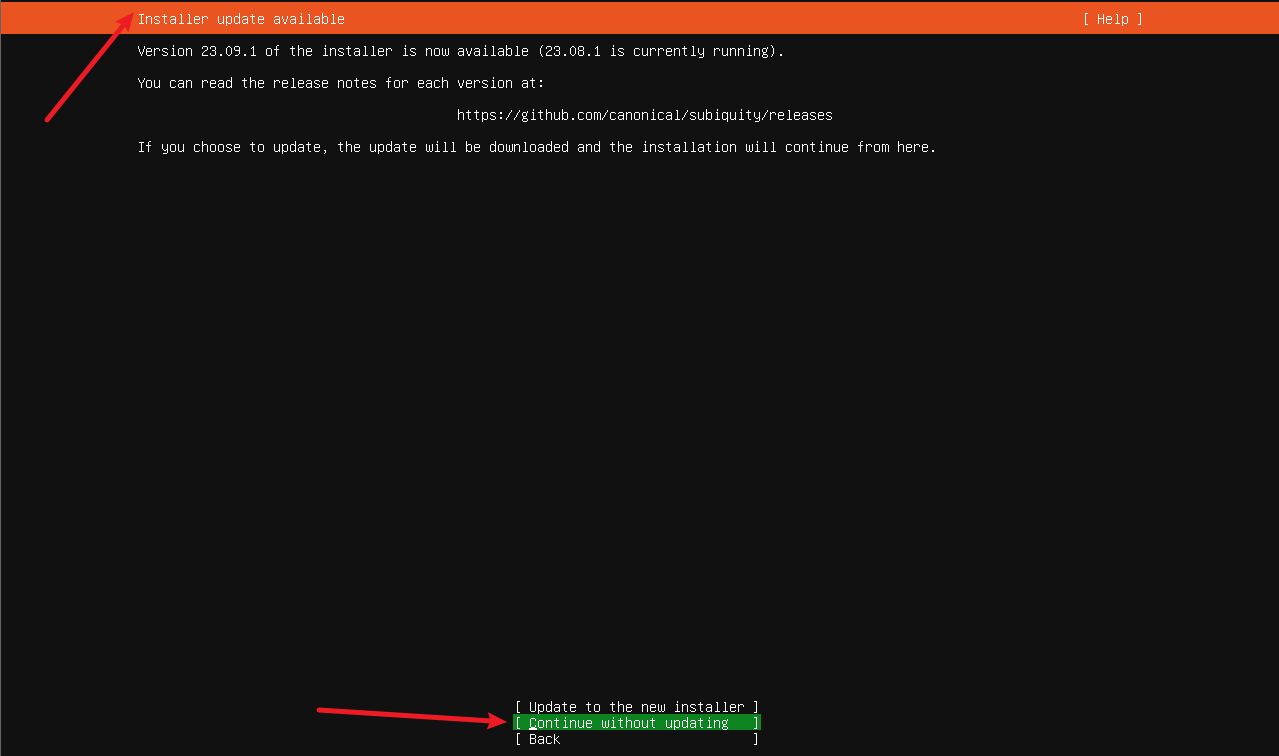 Installer update available [ Help ]
Version 23.09.1 of the installer is now available (23.08.1 is currently running).
You can read the release notes for each version at:
https://github.com/canonical/subiquity/releases
If you choose to update, the update will be downloaded and the installation will continue from here.
[ Update to the new installer ]
[ Continue without updating ]
[ Back ]